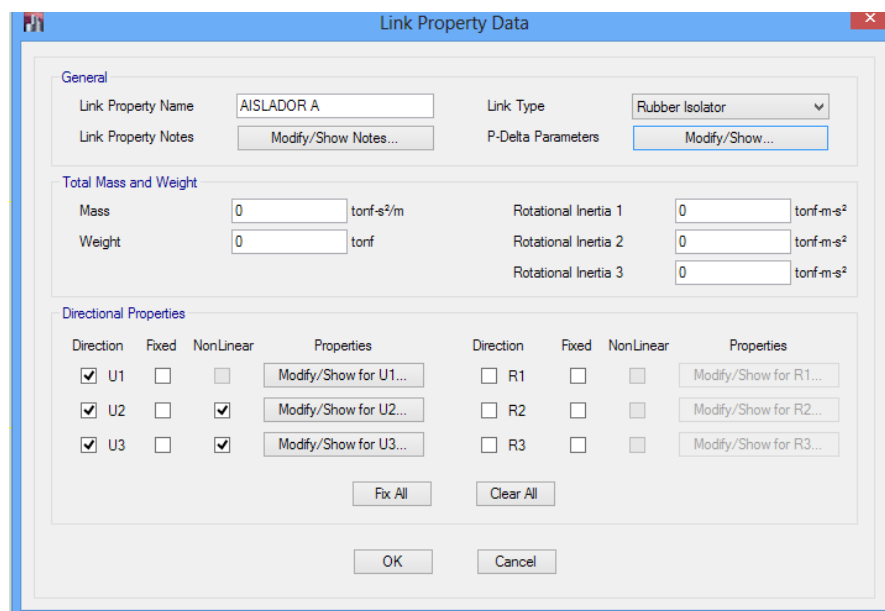 Link Property Data
General
Link Property Name AISLADOR A Link Type Rubber Isolator
Link Property Notes Modify/Show Notes... P-Delta Parameters Modify/Show...
Total Mass and Weight
Mass 0 tonf-s²/m Rotational Inertia 1 0 tonf-m-s²
Weight 0 tonf Rotational Inertia 2 0 tonf-m-s²
Rotational Inertia 3 0 tonf-m-s²
Directional Properties
Direction Fixed NonLinear Properties Direction Fixed NonLinear Properties
U1 Modify/Show for U1... R1 Modify/Show for R1...
U2 Modify/Show for U2... R2 Modify/Show for R2...
U3 Modify/Show for U3... R3 Modify/Show for R3...
Fix All Clear All
OK Cancel